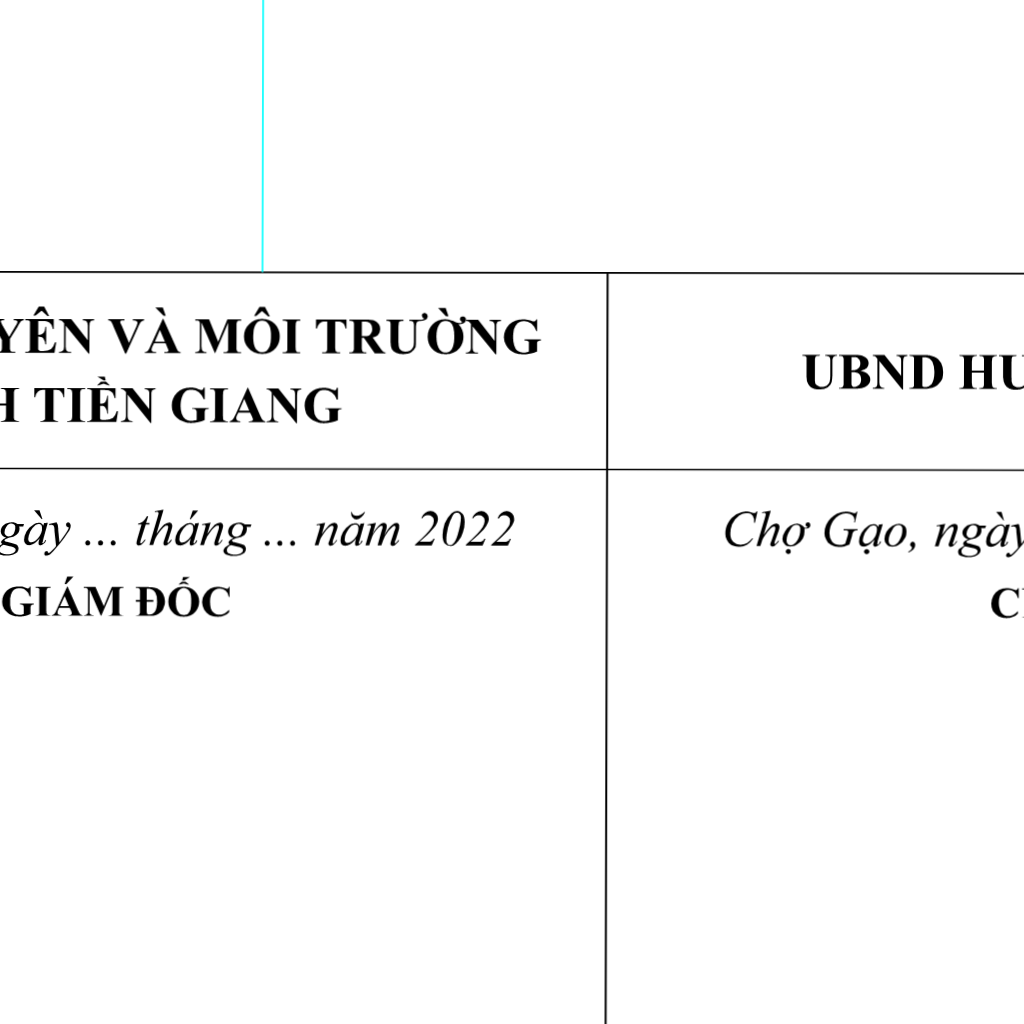 YÊN VÀ MÔI TRƯỜNG
H TIỀN GIANG
UBND HU
gày ... tháng ... năm 2022
GIÁM ĐỐC
Chợ Gạo, ngày